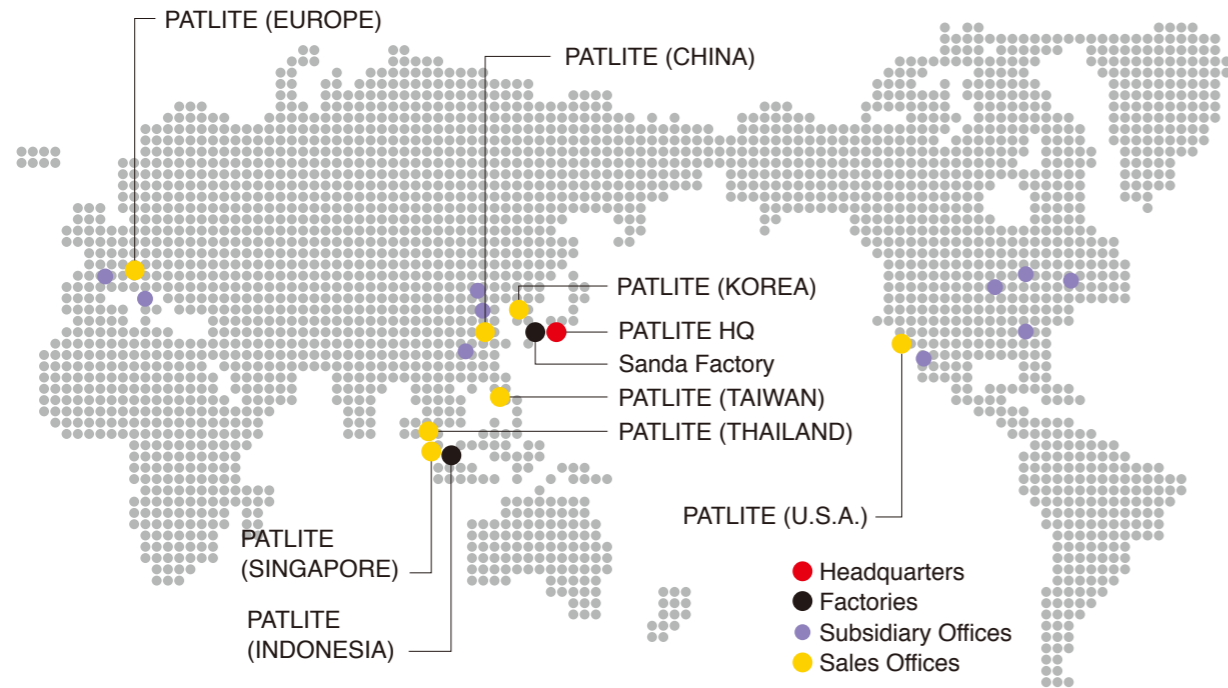 PATLITE (EUROPE)
PATLITE (CHINA)
PATLITE (KOREA)
PATLITE HQ
Sanda Factory
PATLITE (TAIWAN)
PATLITE (THAILAND)
PATLITE (U.S.A.)
PATLITE
(SINGAPORE)
PATLITE
(INDONESIA)
Headquarters
Factories
Subsidiary Offices
Sales Offices